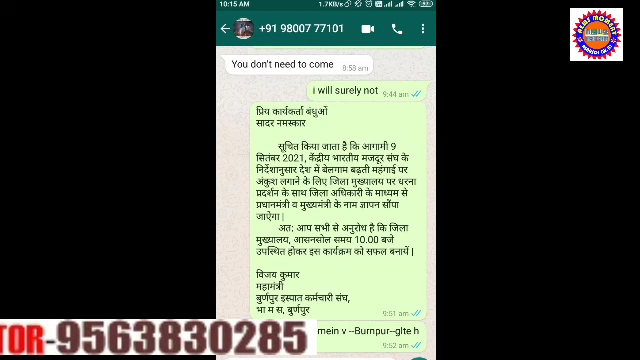 10:15 AM
1.7KB/s
+91 98007 77101
You don't need to come
8:58 am
i will surely not
9:44 am
प्रिय कार्यकर्ता बंधुओं
सादर नमस्कार
सूचित किया जाता है कि आगामी 9
सितंबर 2021, केंद्रीय भारतीय मजदूर संघ के
निर्देशानुसार देश में बेलगाम बढ़ती महंगाई पर
अंकुश लगाने के लिए जिला मुख्यालय पर धरना
प्रदर्शन के साथ जिला अधिकारी के माध्यम से
प्रधानमंत्री व मुख्यमंत्री के नाम ज्ञापन सौंपा
जाऐगा |
अत: आप सभी से अनुरोध है कि जिला
मुख्यालय, आसनसोल समय 10.00 बजे
उपस्थित होकर इस कार्यक्रम को सफल बनायें |
विजय कुमार
महामंत्री
बुर्णपुर इस्पात कर्मचारी संघ,
भा म स, बुर्णपुर
9:51 am
mein v --Burnpur--glte h
9:52 am
TOR-9563830285